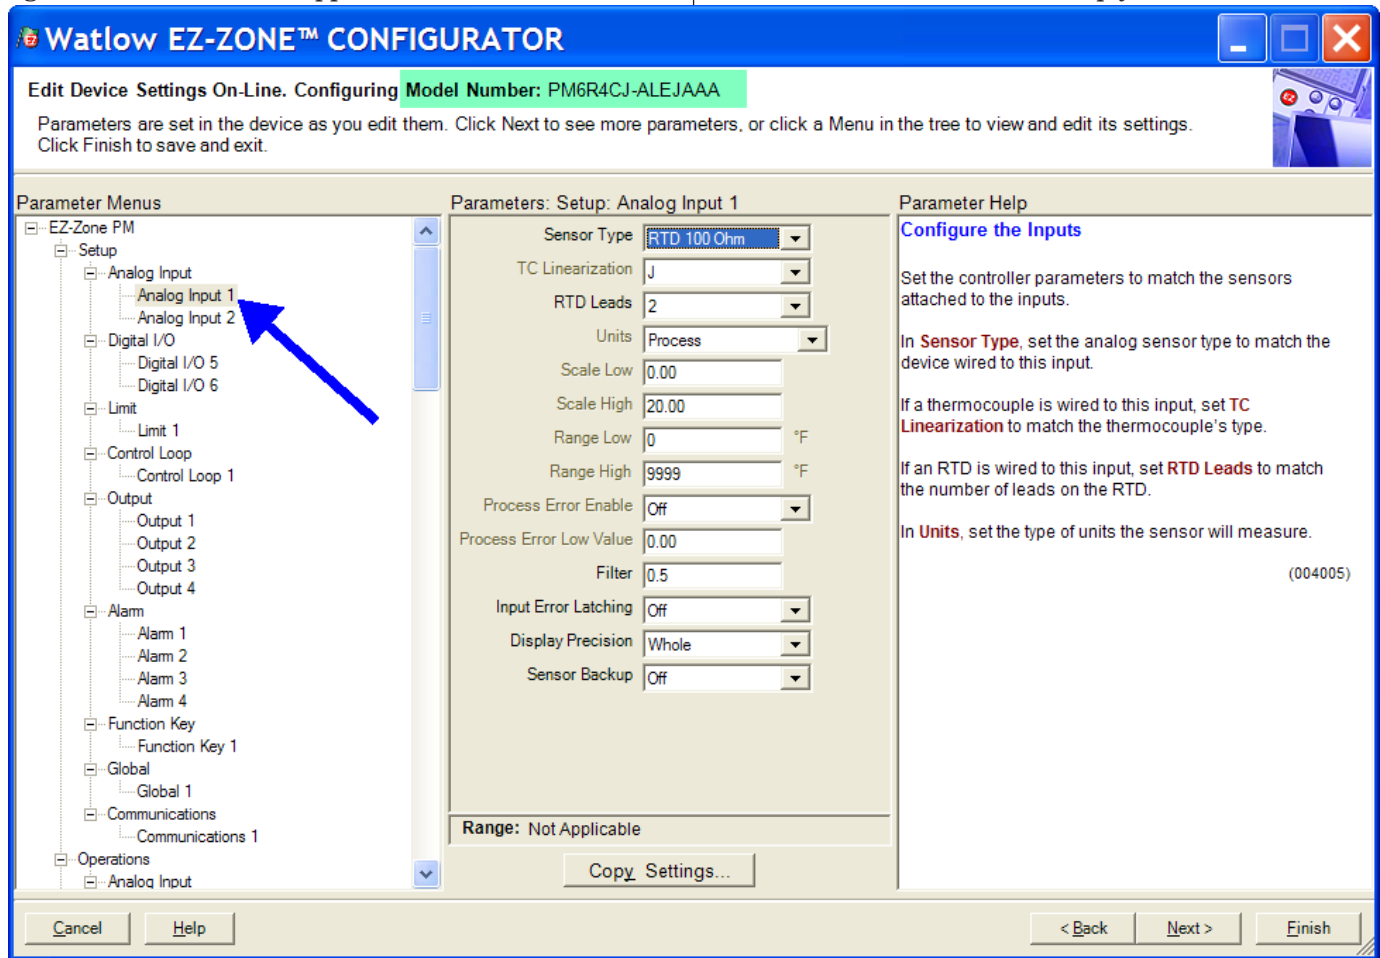 Watlow EZ-ZONE™ CONFIGURATOR
Edit Device Settings On-Line. Configuring Model Number: PM6R4CJ-ALEJAAA
Parameters are set in the device as you edit them. Click Next to see more parameters, or click a Menu in the tree to view and edit its settings.
Click Finish to save and exit.
Parameter Menus
EZ-Zone PM
Setup
Analog Input
Analog Input 1
Analog Input 2
Digital I/O
Digital I/O 5
Digital I/O 6
Limit
Limit 1
Control Loop
Control Loop 1
Output
Output 1
Output 2
Output 3
Output 4
Alarm
Alarm 1
Alarm 2
Alarm 3
Alarm 4
Function Key
Function Key 1
Global
Global 1
Communications
Communications 1
Operations
Analog Input
Parameters: Setup: Analog Input 1
Sensor Type RTD 100 Ohm
TC Linearization J
RTD Leads 2
Units Process
Scale Low 0.00
Scale High 20.00
Range Low 0 °F
Range High 9999 °F
Process Error Enable Off
Process Error Low Value 0.00
Filter 0.5
Input Error Latching Off
Display Precision Whole
Sensor Backup Off
Range: Not Applicable
Copy Settings...
Parameter Help
Configure the Inputs
Set the controller parameters to match the sensors
attached to the inputs.
In Sensor Type, set the analog sensor type to match the
device wired to this input.
If a thermocouple is wired to this input, set TC
Linearization to match the thermocouple's type.
If an RTD is wired to this input, set RTD Leads to match
the number of leads on the RTD.
In Units, set the type of units the sensor will measure.
(004005)
Cancel
Help
< Back
Next >
Finish